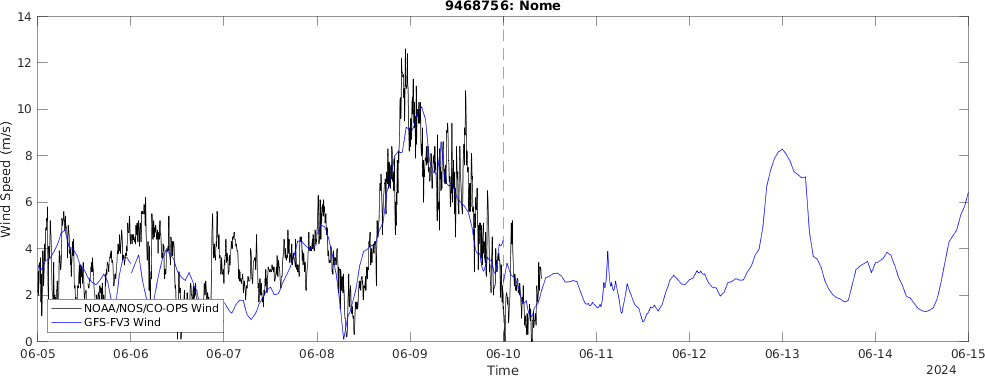 9468756: Nome
14
12
10
8
6
4
2
0
Wind Speed (m/s)
NOAA/NOS/CO-OPS Wind
GFS-FV3 Wind
06-05 06-06 06-07 06-08 06-09 06-10 06-11 06-12 06-13 06-14 06-15
Time
2024